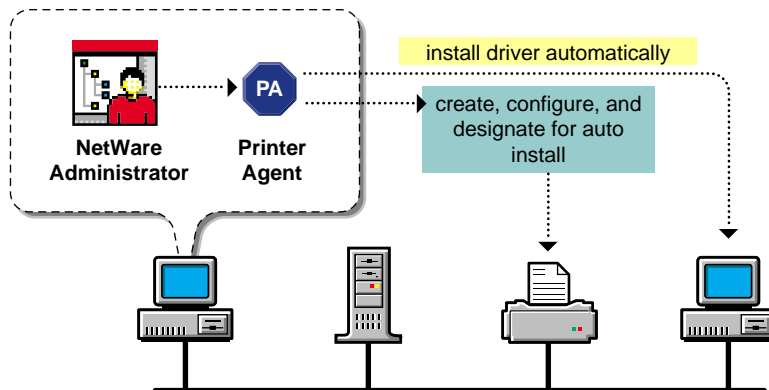 install driver automatically
PA
create, configure, and
designate for auto
install
NetWare
Administrator
Printer
Agent